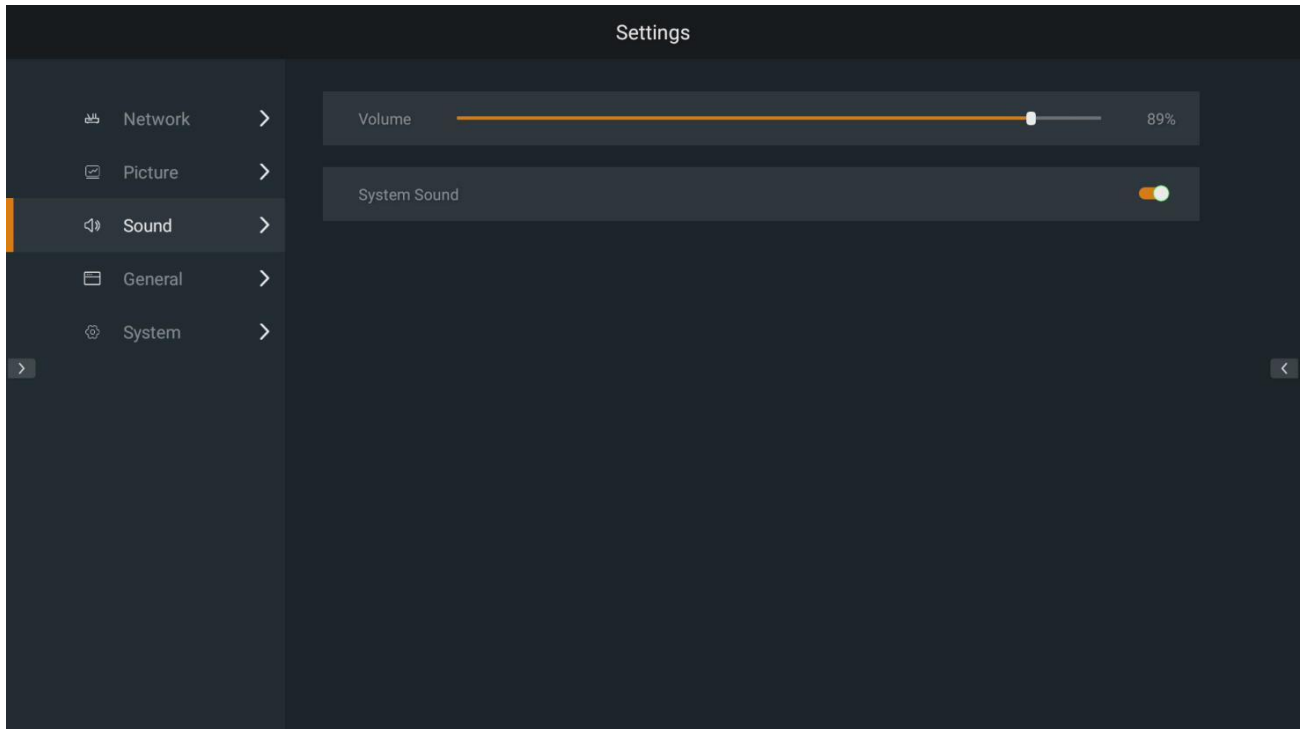 Settings
Network
Picture
Sound
General
System
Volume 89%
System Sound